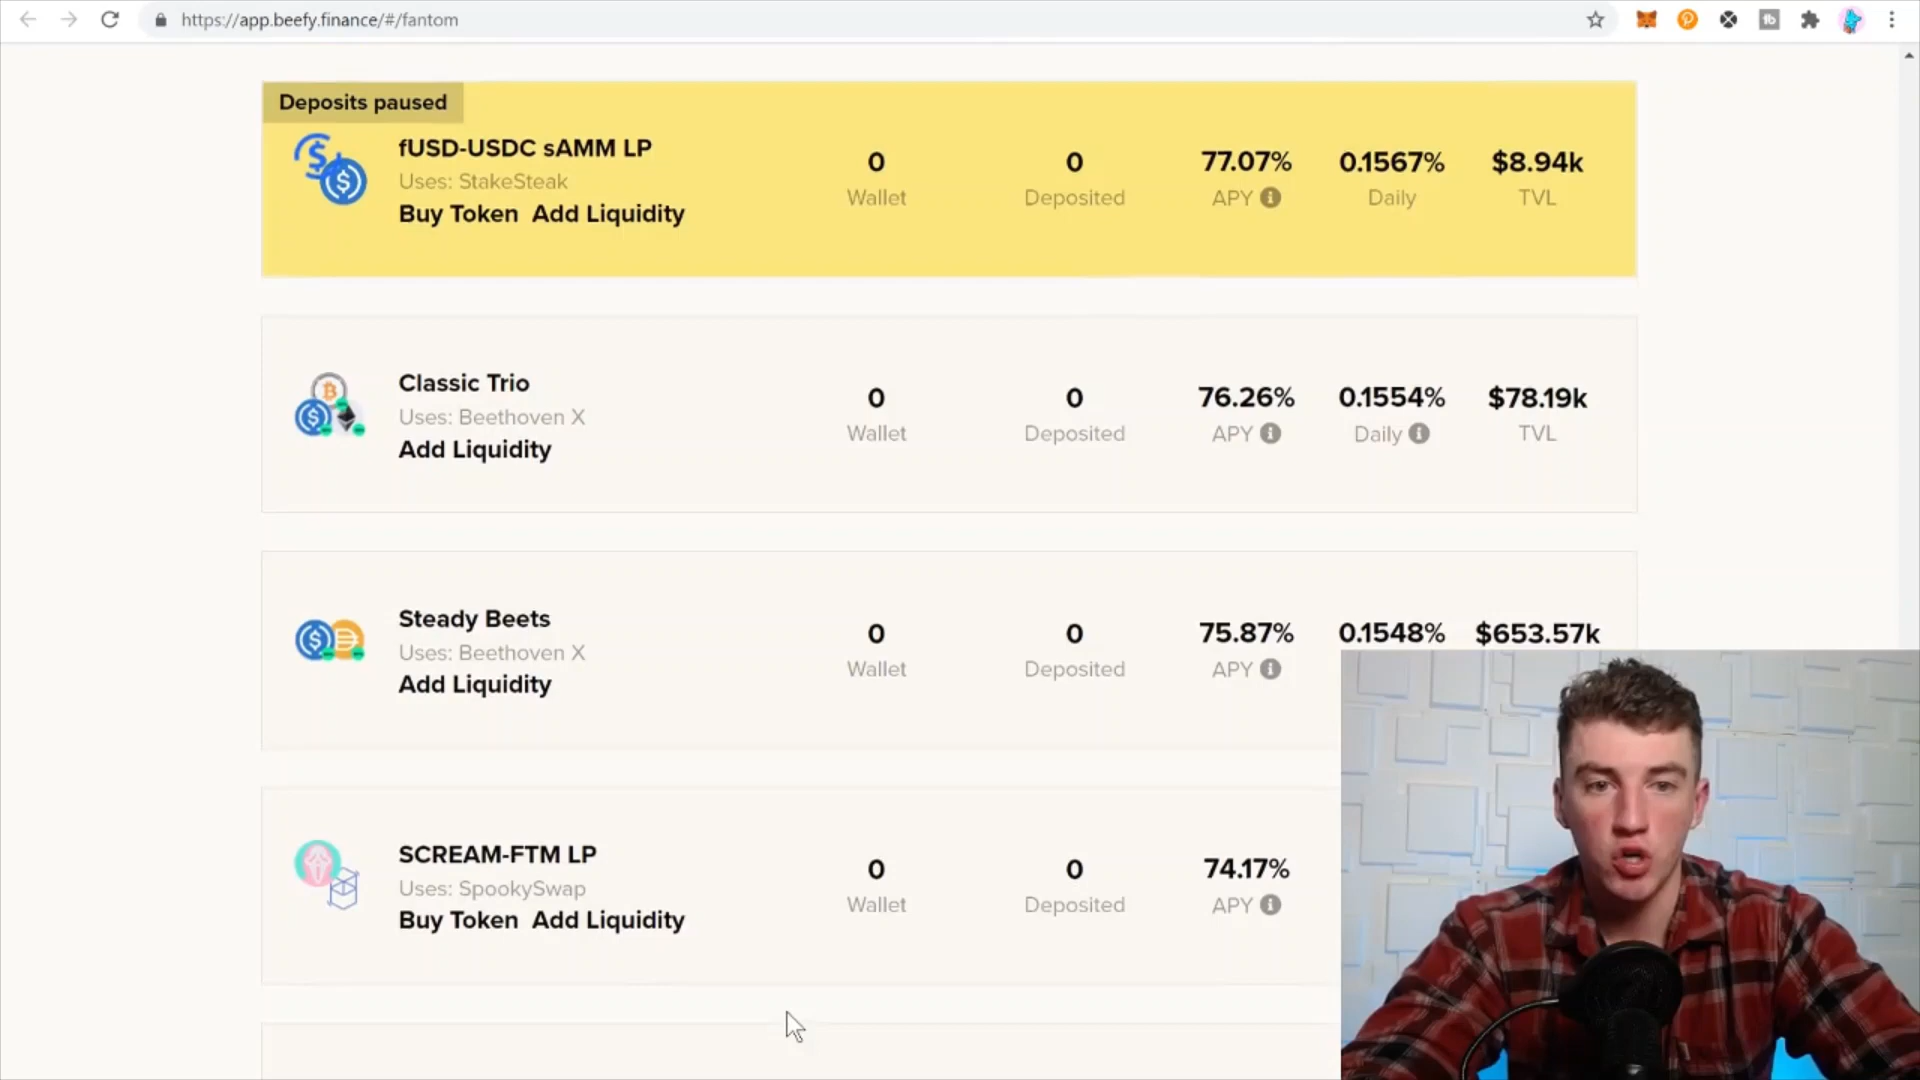 https://app.beefy.finance/#/fantom
Deposits paused
fUSD-USDC sAMM LP
Uses: StakeSteak
Buy Token Add Liquidity
0
Wallet
0
Deposited
77.07%
APY
0.1567%
Daily
$8.94k
TVL
Classic Trio
Uses: Beethoven X
Add Liquidity
0
Wallet
0
Deposited
76.26%
APY
0.1554%
Daily
$78.19k
TVL
Steady Beets
Uses: Beethoven X
Add Liquidity
0
Wallet
0
Deposited
75.87%
APY
0.1548%
$653.57k
SCREAM-FTM LP
Uses: SpookySwap
Buy Token Add Liquidity
0
Wallet
0
Deposited
74.17%
APY